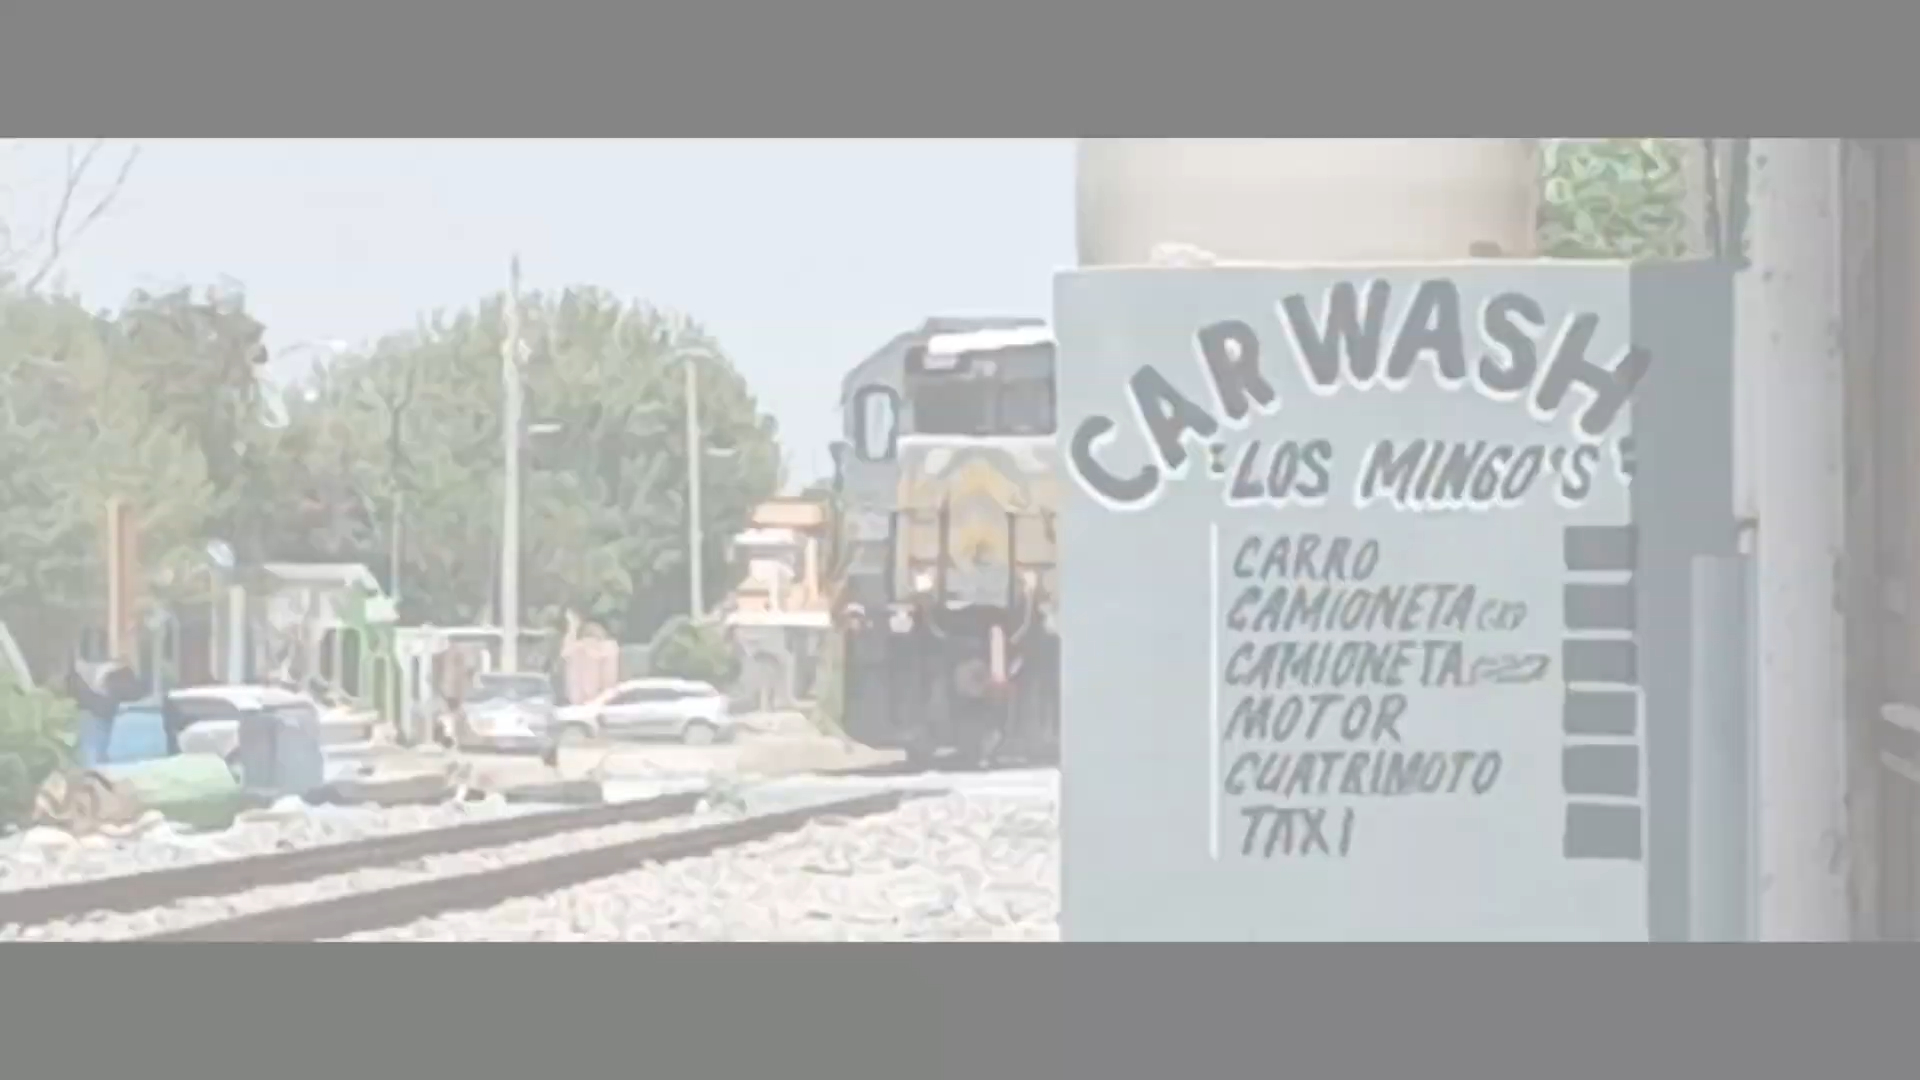 CAR WASH
"LOS MINGO'S"
CARRO
CAMIONETA
CAMIONETA
MOTOR
CUATRIMOTO
TAXI